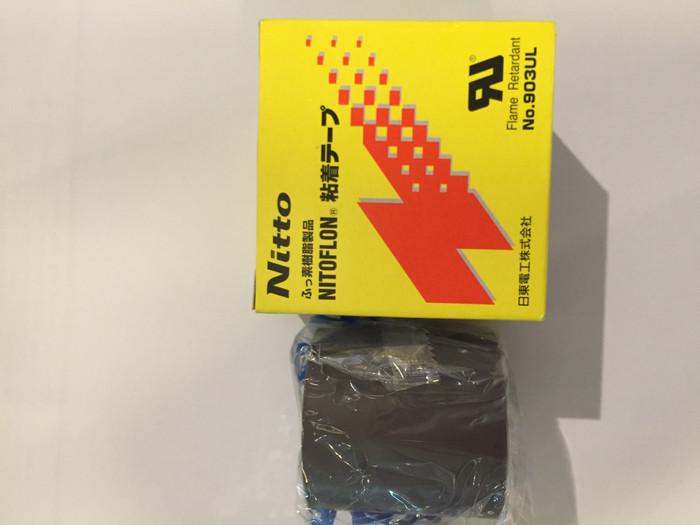 Nitto
ふっ素樹脂製品
NITOFLON® 粘着テープ
日東電工株式会社
RU®
Flame Retardant
No.903UL